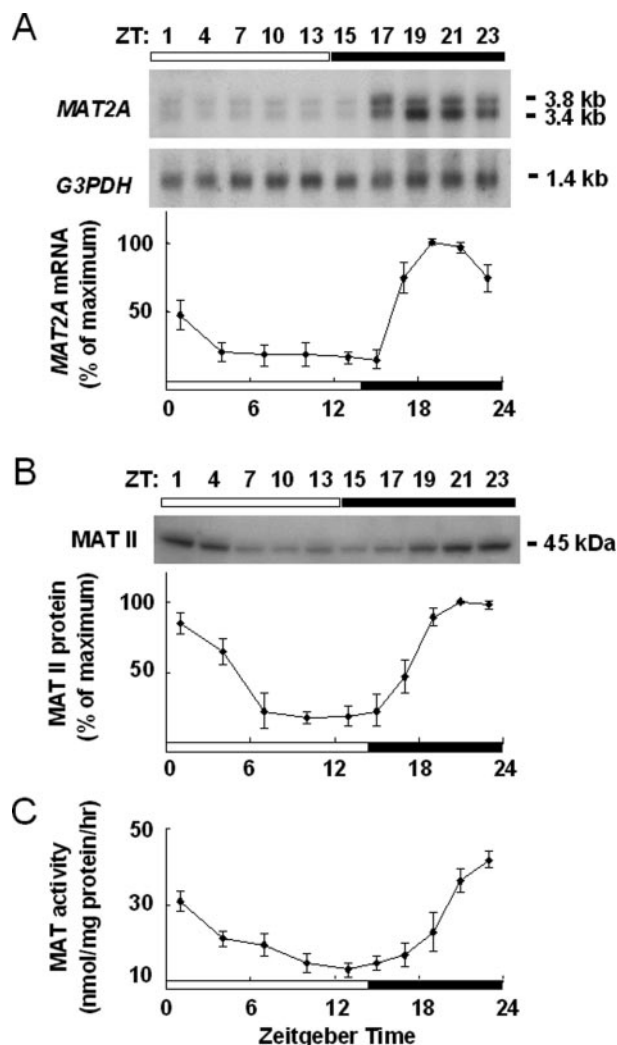 A
ZT: 1 4 7 10 13 15 17 19 21 23
MAT2A
3.8 kb
3.4 kb
G3PDH
1.4 kb
MAT2A mRNA
(% of maximum)
100
50
0 6 12 18 24
B
ZT: 1 4 7 10 13 15 17 19 21 23
MAT II
45 kDa
MAT II protein
(% of maximum)
100
50
0 6 12 18 24
C
MAT activity
(nmol/mg protein/hr)
50
30
10
0 6 12 18 24
Zeitgeber Time